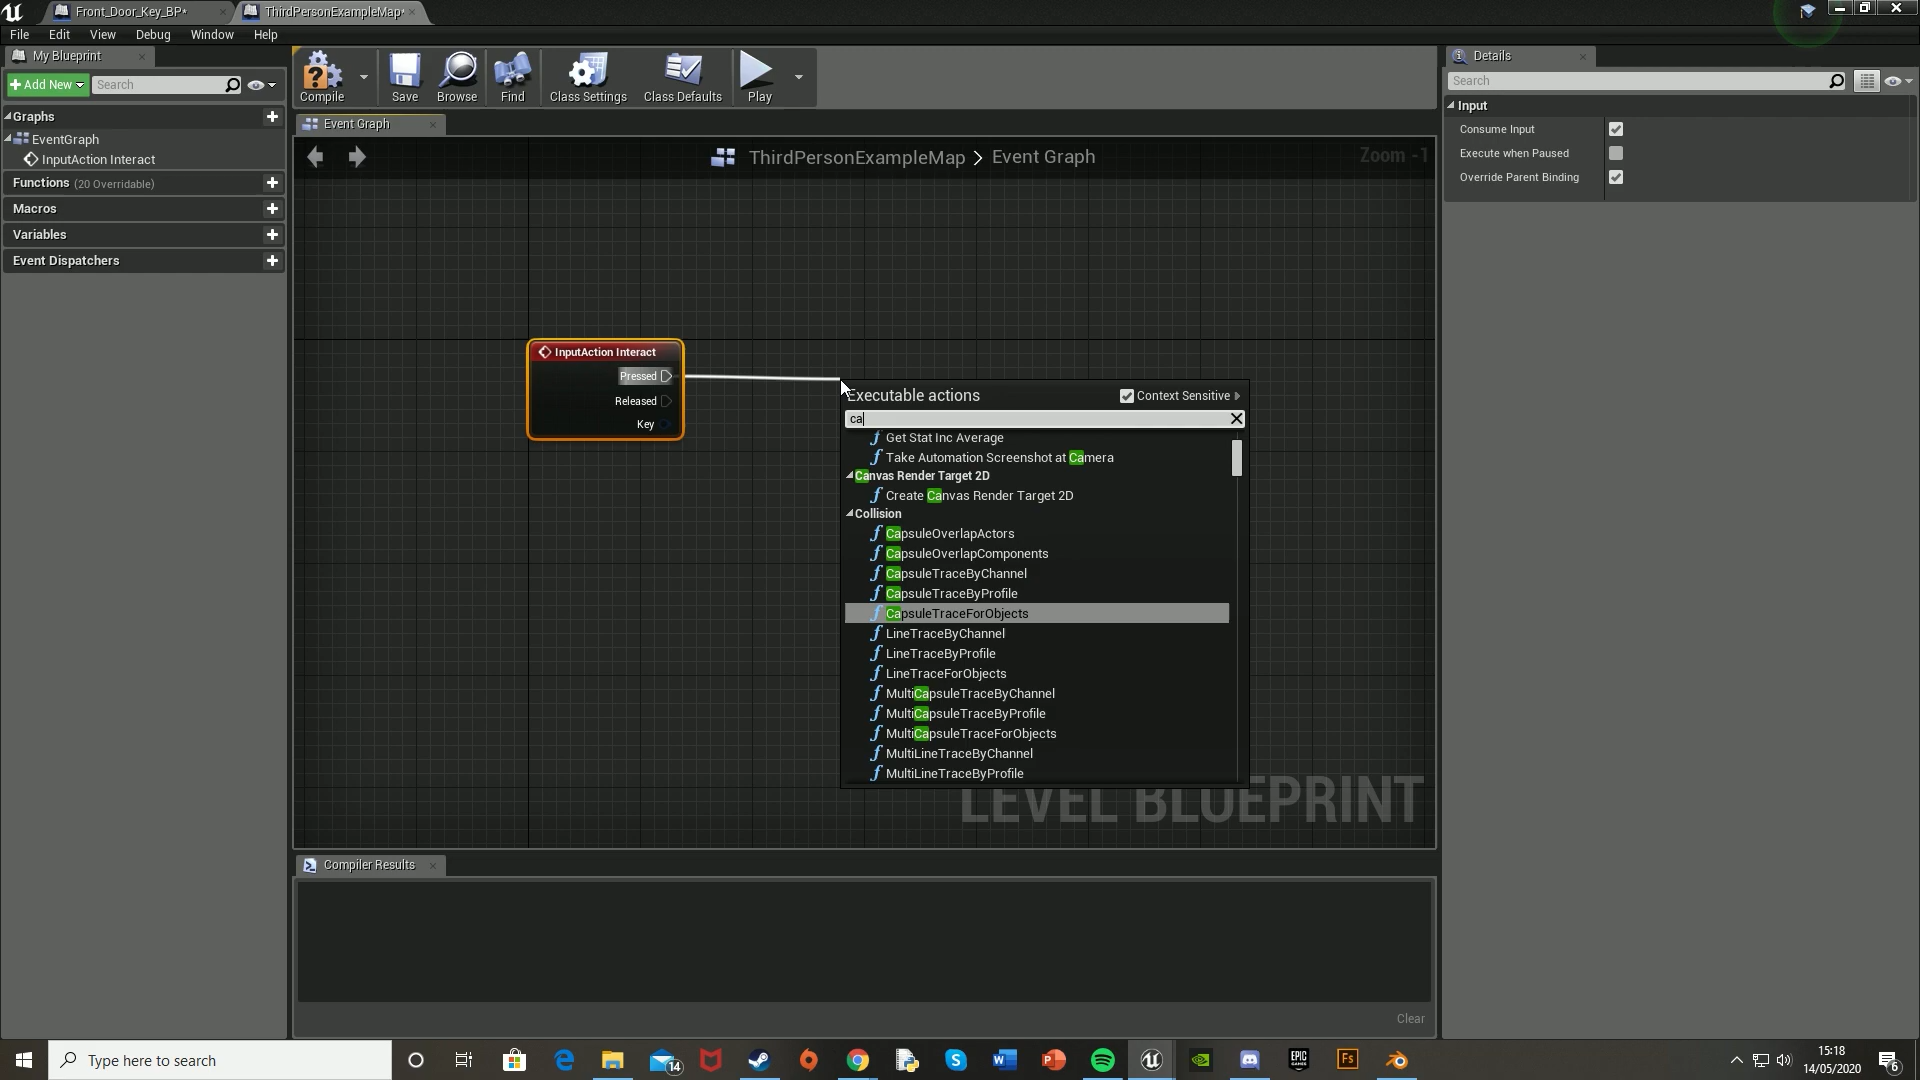 Front_Door_Key_BP*
ThirdPersonExampleMap*
File Edit View Debug Window Help
My Blueprint
Add New
Search
Compile
Save
Browse
Find
Class Settings
Class Defaults
Play
Details
Search
Graphs
EventGraph
InputAction Interact
Functions (20 Overridable)
Macros
Variables
Event Dispatchers
Event Graph
ThirdPersonExampleMap > Event Graph
Zoom -1
InputAction Interact
Pressed
Released
Key
Executable actions
Context Sensitive
ca
Get Stat Inc Average
Take Automation Screenshot at Camera
Canvas Render Target 2D
Create Canvas Render Target 2D
Collision
CapsuleOverlapActors
CapsuleOverlapComponents
CapsuleTraceByChannel
CapsuleTraceByProfile
CapsuleTraceForObjects
LineTraceByChannel
LineTraceByProfile
LineTraceForObjects
MultiCapsuleTraceByChannel
MultiCapsuleTraceByProfile
MultiCapsuleTraceForObjects
MultiLineTraceByChannel
MultiLineTraceByProfile
LEVEL BLUEPRINT
Input
Consume Input
Execute when Paused
Override Parent Binding
Compiler Results
Clear
Type here to search
14
EPIC GAMES
Fs
15:18
14/05/2020
6